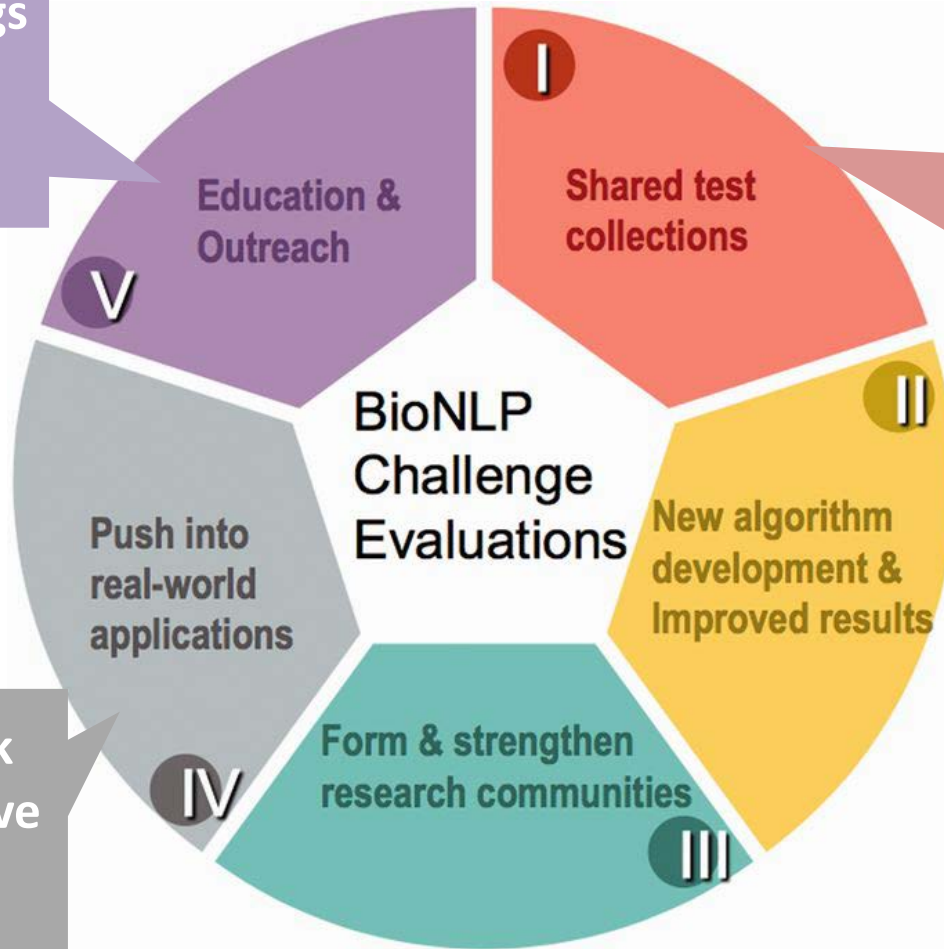 I
Shared test
collections
II
New algorithm
development &
Improved results
III
Form & strengthen
research communities
IV
Push into
real-world
applications
V
Education &
Outreach
BioNLP
Challenge
Evaluations